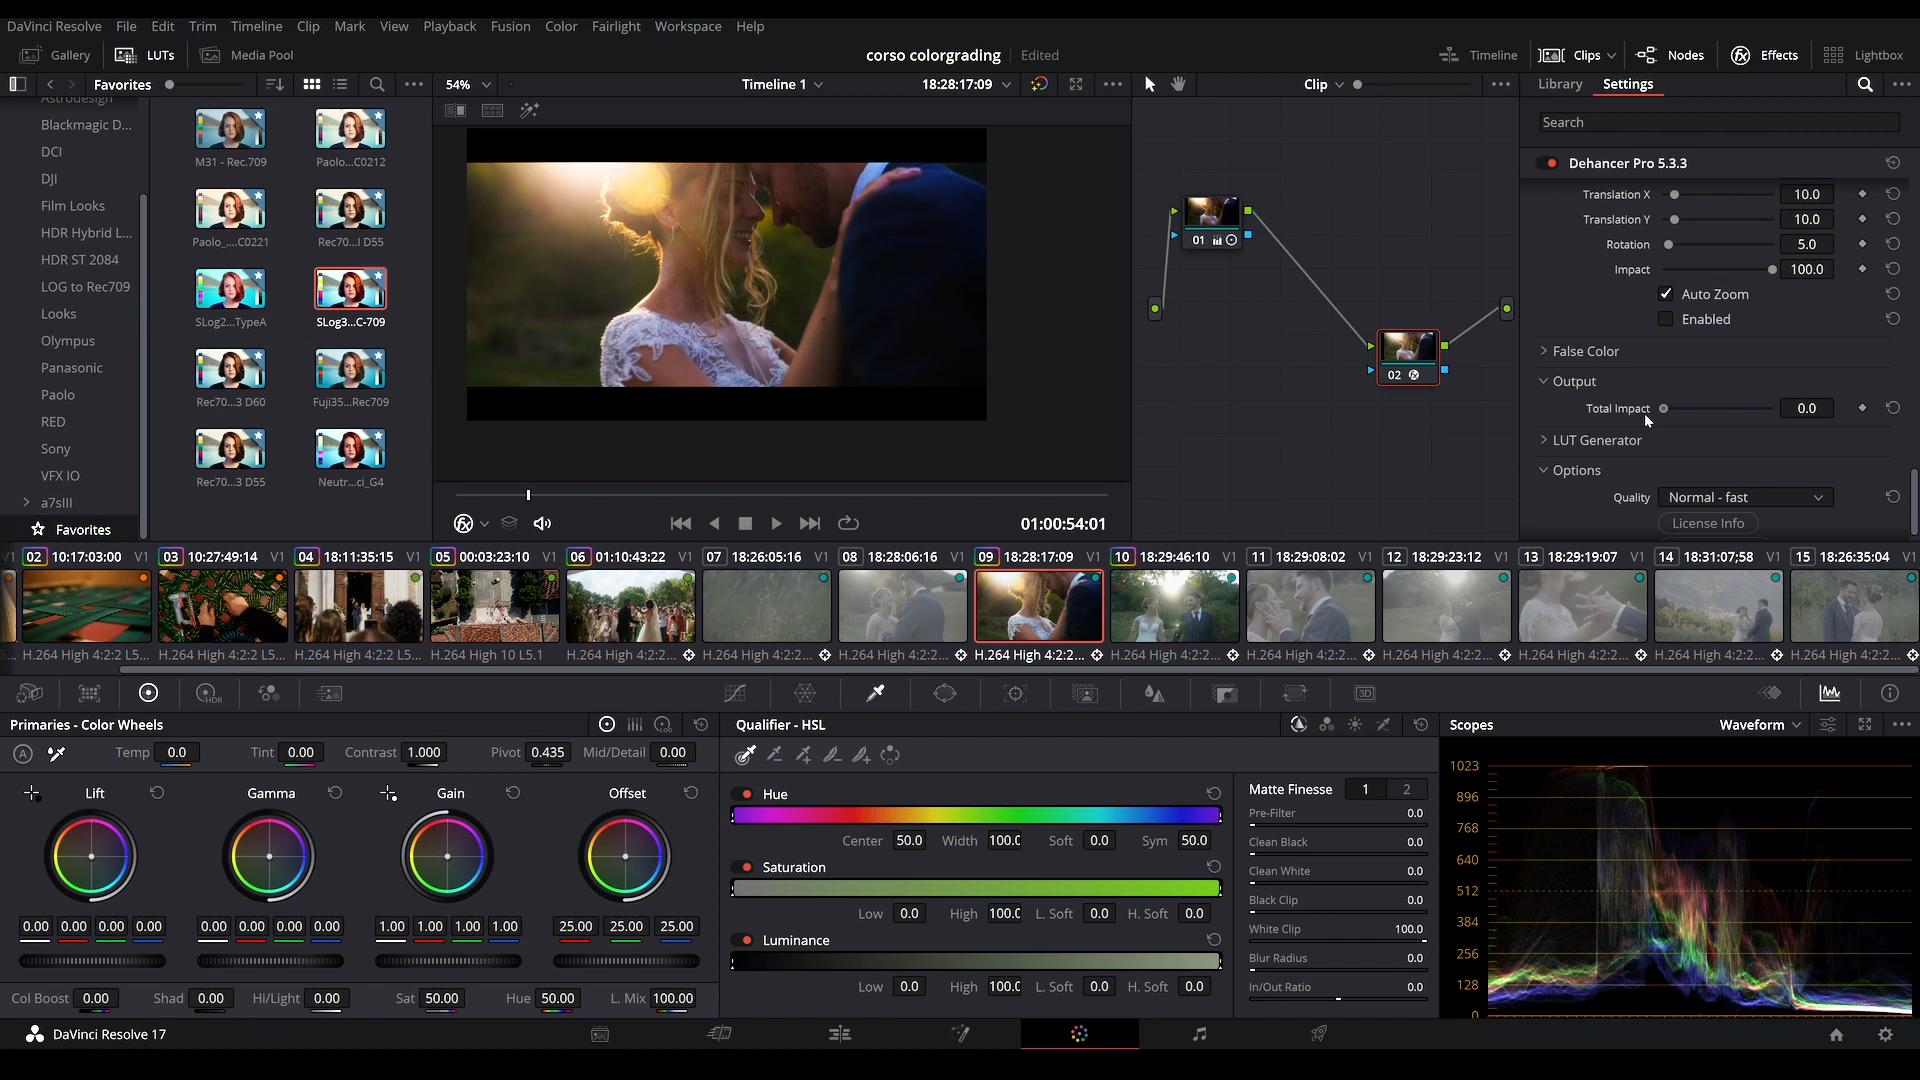 DaVinci Resolve File Edit Trim Timeline Clip Mark View Playback Fusion Color Fairlight Workspace Help
Gallery LUTs Media Pool corso colorgrading Edited Timeline Clips Nodes Effects Lightbox
Favorites 54% Timeline 1 18:28:17:09 Clip Library Settings
Astrodesign
Blackmagic D...
DCI
DJI
Film Looks
HDR Hybrid L...
HDR ST 2084
LOG to Rec709
Looks
Olympus
Panasonic
Paolo
RED
Sony
VFX IO
a7sIII
Favorites
M31 - Rec.709 Paolo...C0212
Paolo_....C0221 Rec70...l D55
SLog2...TypeA SLog3...C-709
Rec70...3 D60 Fuji35...Rec709
Rec70...3 D55 Neutr...ci_G4
01:00:54:01
01
02
Search
Dehancer Pro 5.3.3
Translation X 10.0
Translation Y 10.0
Rotation 5.0
Impact 100.0
Auto Zoom
Enabled
False Color
Output
Total Impact 0.0
LUT Generator
Options
Quality Normal - fast
License Info
V1 02 10:17:03:00 V1 03 10:27:49:14 V1 04 18:11:35:15 V1 05 00:03:23:10 V1 06 01:10:43:22 V1 07 18:26:05:16 V1 08 18:28:06:16 V1 09 18:28:17:09 V1 10 18:29:46:10 V1 11 18:29:08:02 V1 12 18:29:23:12 V1 13 18:29:19:07 V1 14 18:31:07;58 V1 15 18:26:35:04 V1
5... H.264 High 4:2:2 L5... H.264 High 4:2:2 L5... H.264 High 4:2:2 L5... H.264 High 10 L5.1 H.264 High 4:2:2... H.264 High 4:2:2... H.264 High 4:2:2... H.264 High 4:2:2... H.264 High 4:2:2... H.264 High 4:2:2... H.264 High 4:2:2... H.264 High 4:2:2... H.264 High 4:2:2... H.264 High 4:2:2...
HDR 3D
Primaries - Color Wheels LOG
A Temp 0.0 Tint 0.00 Contrast 1.000 Pivot 0.435 Mid/Detail 0.00
Lift Gamma Gain Offset
0.00 0.00 0.00 0.00 0.00 0.00 0.00 0.00 1.00 1.00 1.00 1.00 25.00 25.00 25.00
Col Boost 0.00 Shad 0.00 Hi/Light 0.00 Sat 50.00 Hue 50.00 L. Mix 100.00
Qualifier - HSL
Hue
Center 50.0 Width 100.0 Soft 0.0 Sym 50.0
Saturation
Low 0.0 High 100.0 L. Soft 0.0 H. Soft 0.0
Luminance
Low 0.0 High 100.0 L. Soft 0.0 H. Soft 0.0
Matte Finesse 1 2
Pre-Filter 0.0
Clean Black 0.0
Clean White 0.0
Black Clip 0.0
White Clip 100.0
Blur Radius 0.0
In/Out Ratio 0.0
Scopes Waveform
1023
896
768
640
512
384
256
128
0
DaVinci Resolve 17